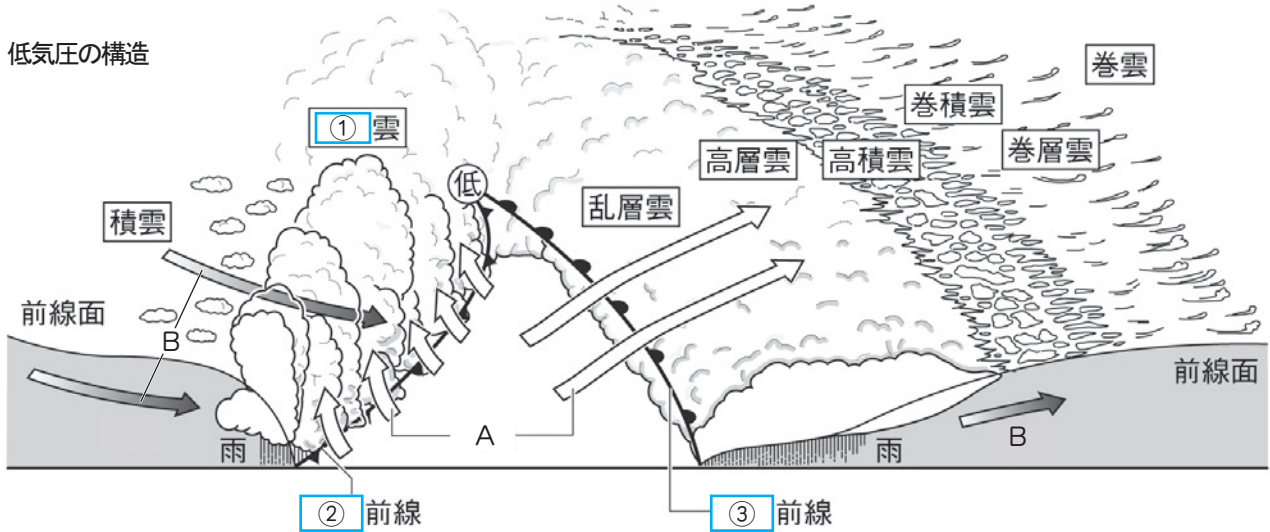 低気圧の構造
巻雲
巻積雲
① 雲
巻層雲
高層雲
高積雲
低
乱層雲
積雲
前線面
B
前線面
A
B
雨
雨
② 前線
③ 前線